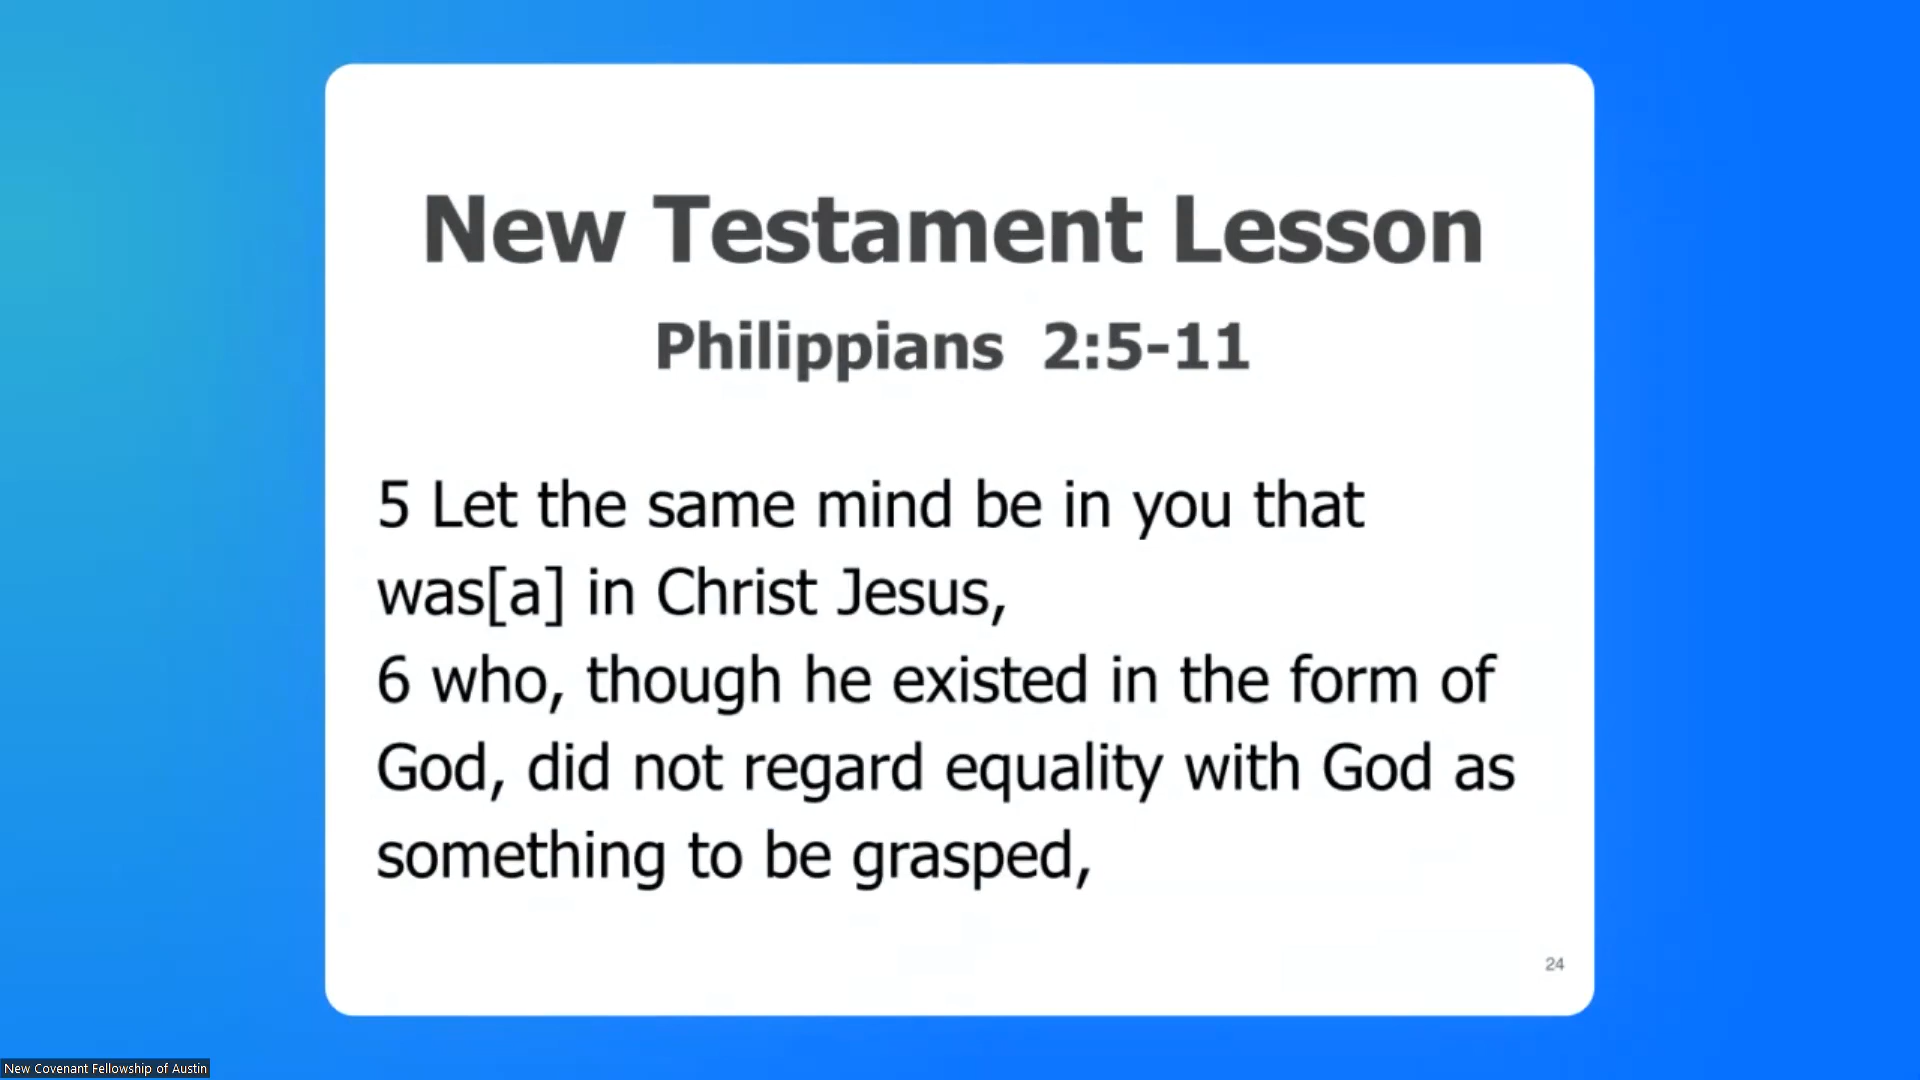 New Testament Lesson
Philippians 2:5-11
5 Let the same mind be in you that
was[a] in Christ Jesus,
6 who, though he existed in the form of
God, did not regard equality with God as
something to be grasped,
24
New Covenant Fellowship of Austin